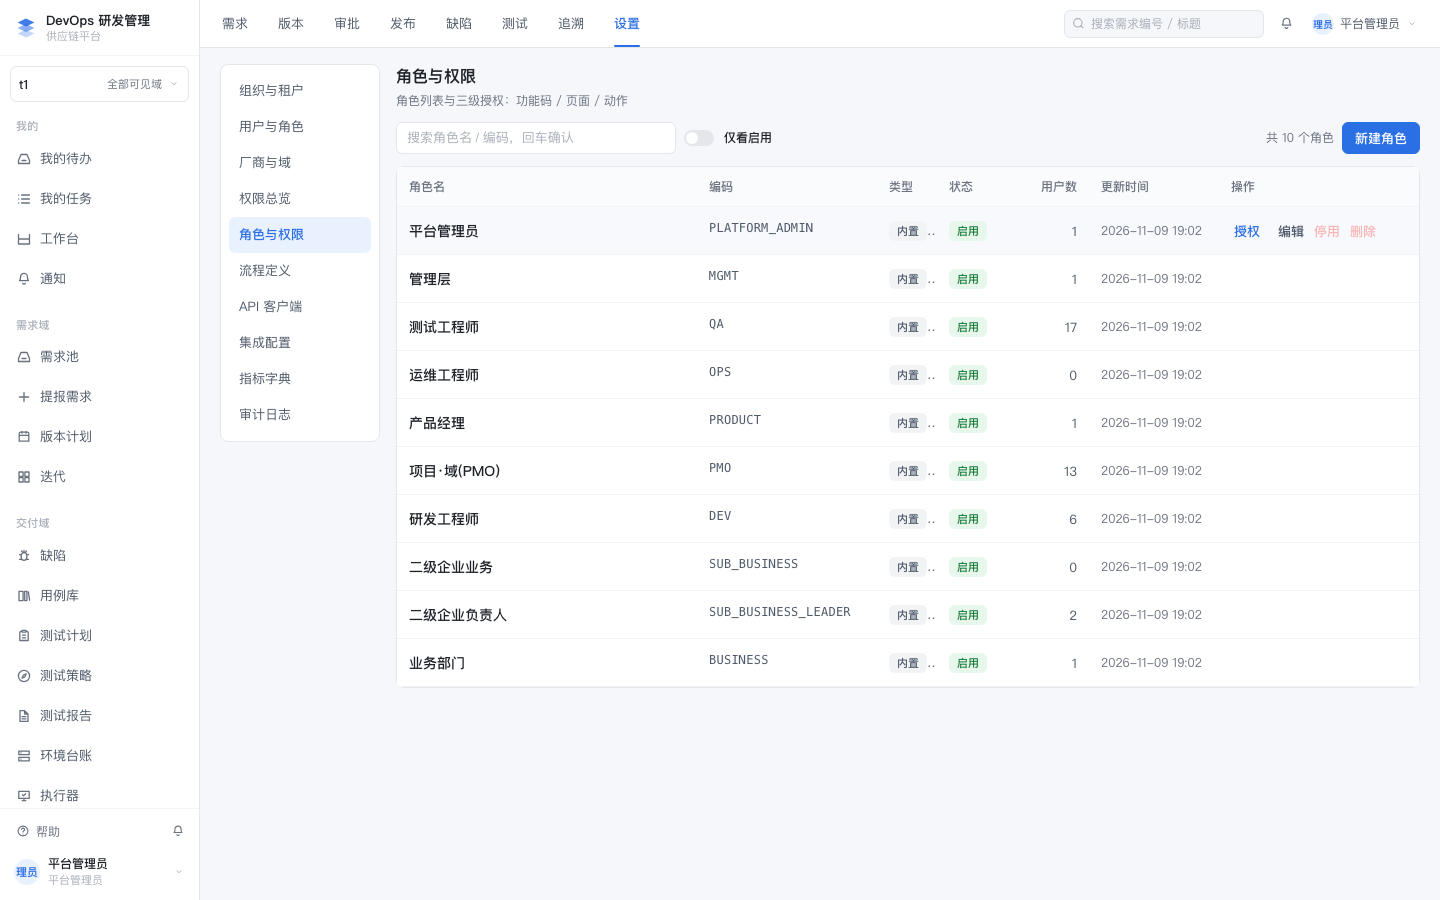 DevOps 研发管理
供应链平台
t1
全部可见域
我的
我的待办
我的任务
工作台
通知
需求域
需求池
提报需求
版本计划
迭代
交付域
缺陷
用例库
测试计划
测试策略
测试报告
环境台账
执行器
帮助
理员
平台管理员
平台管理员
需求 版本 审批 发布 缺陷 测试 追溯 设置
搜索需求编号 / 标题
理员 平台管理员
组织与租户
用户与角色
厂商与域
权限总览
角色与权限
流程定义
API 客户端
集成配置
指标字典
审计日志
角色与权限
角色列表与三级授权：功能码 / 页面 / 动作
搜索角色名 / 编码，回车确认
仅看启用
共 10 个角色
新建角色
角色名 编码 类型 状态 用户数 更新时间 操作
平台管理员 PLATFORM_ADMIN 内置 .. 启用 1 2026-11-09 19:02 授权 编辑 停用 删除
管理层 MGMT 内置 .. 启用 1 2026-11-09 19:02
测试工程师 QA 内置 .. 启用 17 2026-11-09 19:02
运维工程师 OPS 内置 .. 启用 0 2026-11-09 19:02
产品经理 PRODUCT 内置 .. 启用 1 2026-11-09 19:02
项目·域(PMO) PMO 内置 .. 启用 13 2026-11-09 19:02
研发工程师 DEV 内置 .. 启用 6 2026-11-09 19:02
二级企业业务 SUB_BUSINESS 内置 .. 启用 0 2026-11-09 19:02
二级企业负责人 SUB_BUSINESS_LEADER 内置 .. 启用 2 2026-11-09 19:02
业务部门 BUSINESS 内置 .. 启用 1 2026-11-09 19:02